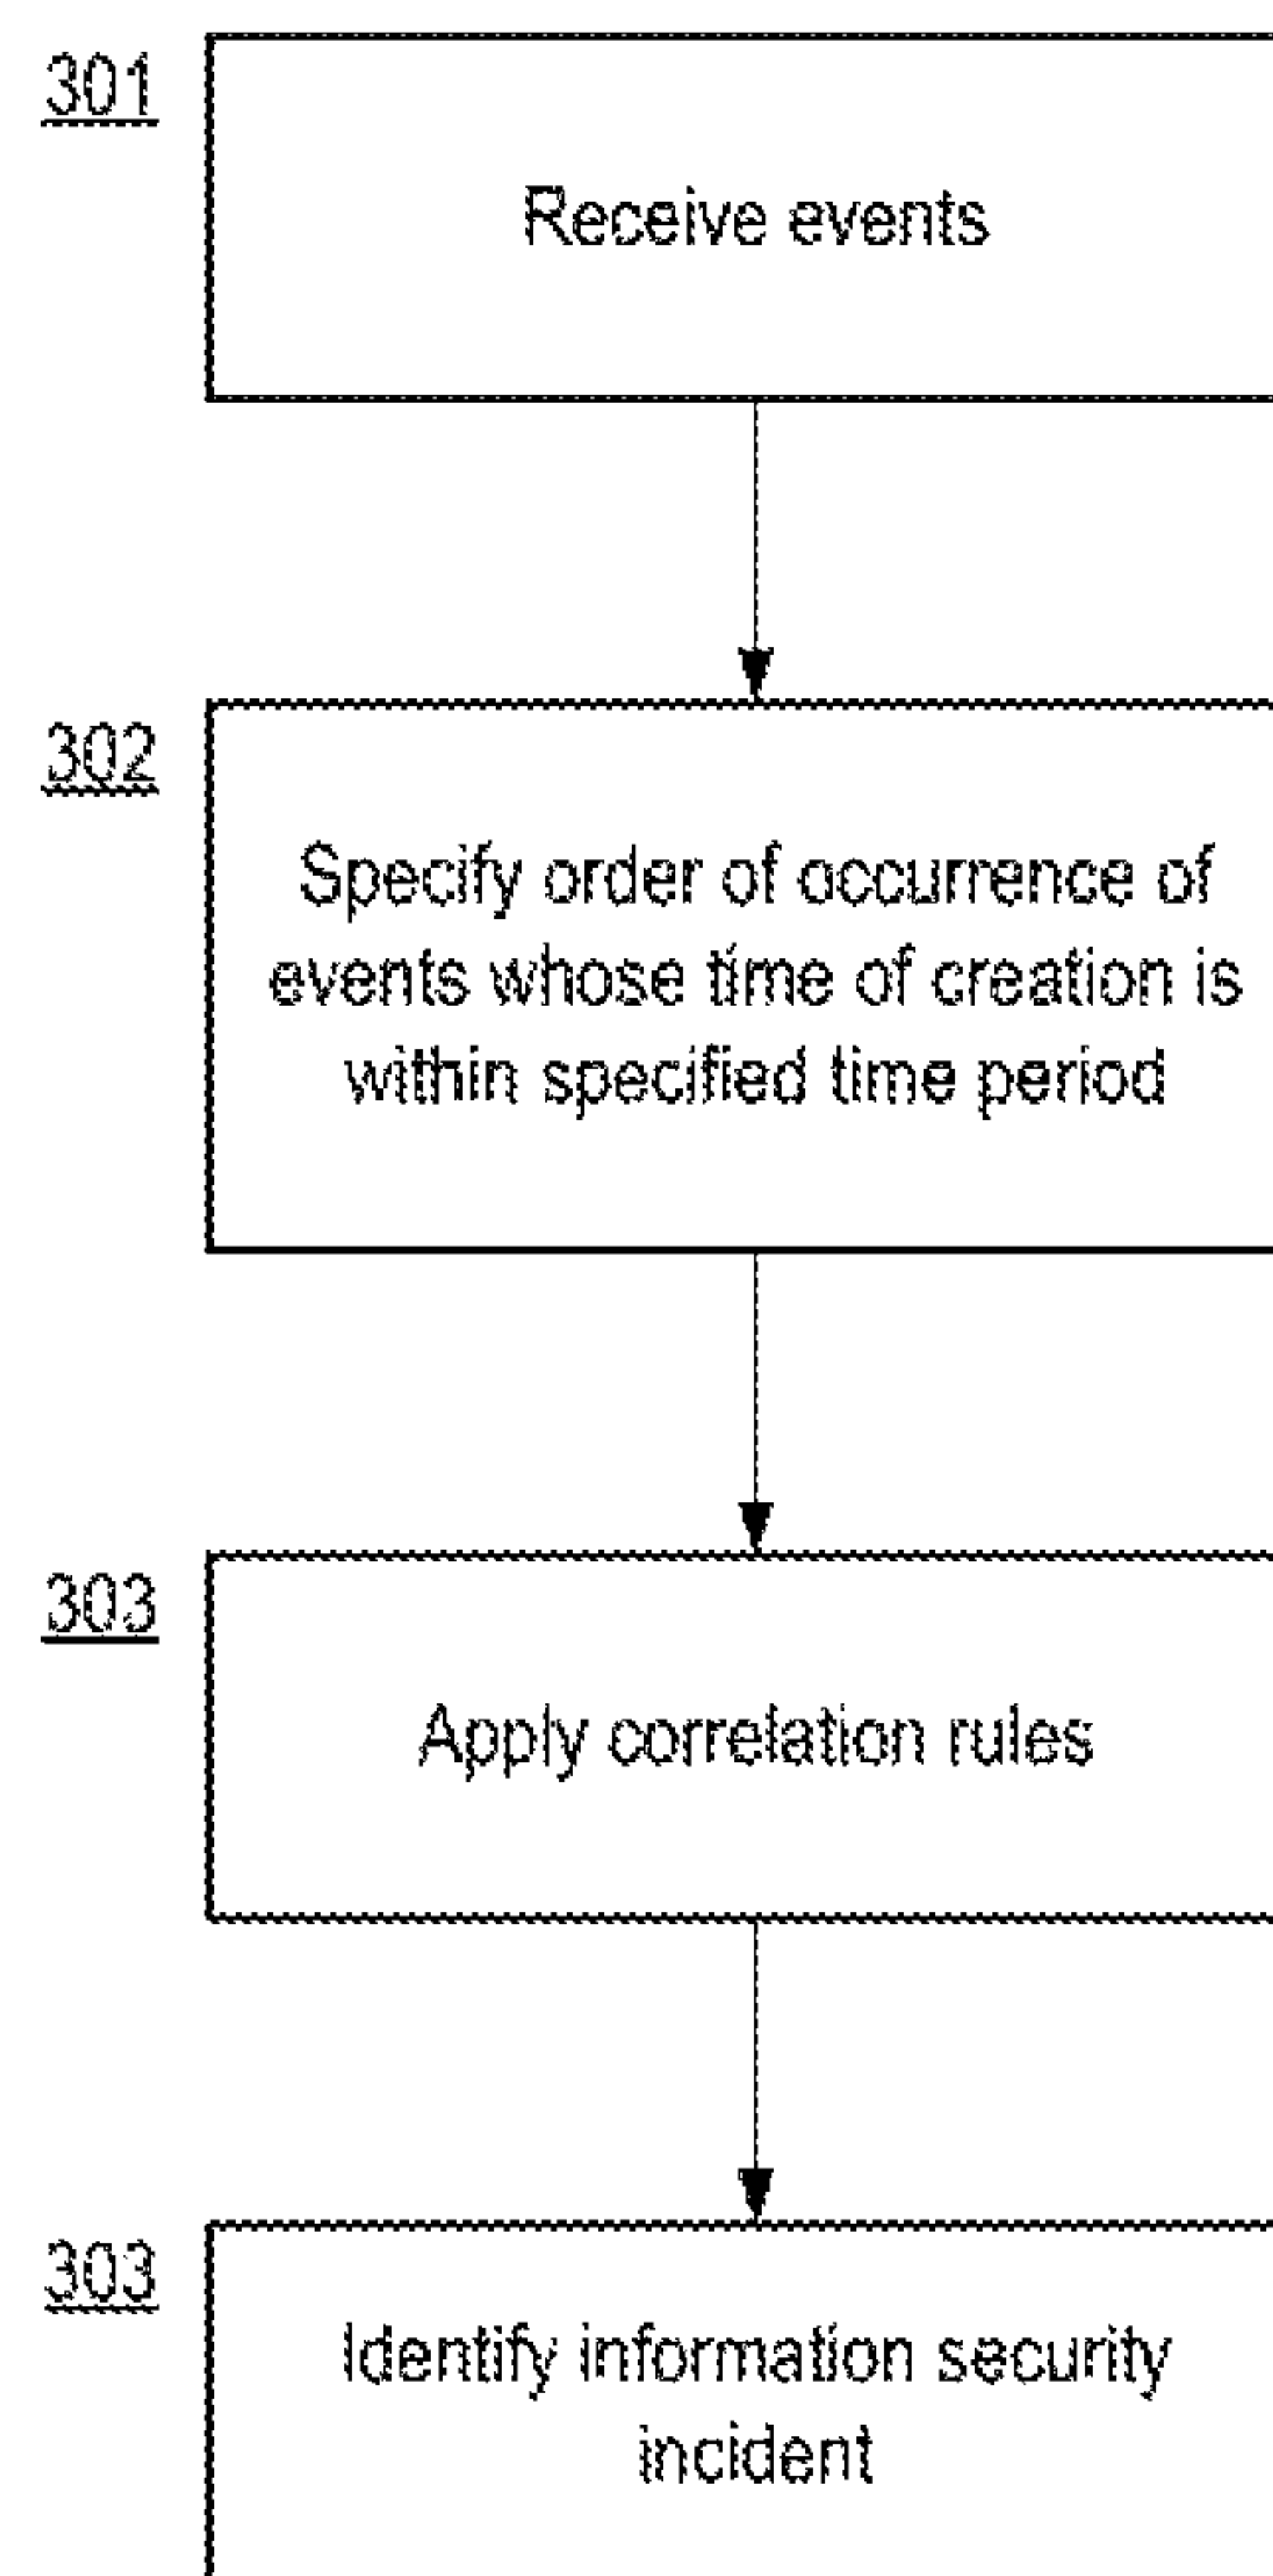 301
Receive events
302
Specify order of occurrence of
events whose time of creation is
within specified time period
303
Apply correlation rules
303
Identify information security
incident